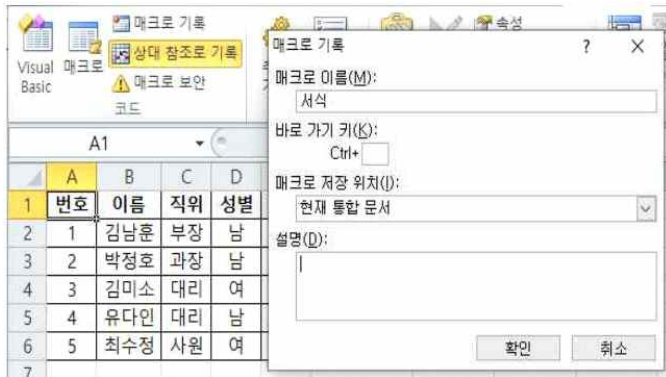 매크로 기록
상대 참조로 기록
매크로 보안
Visual Basic
매크로
코드
속성
A1
A B C D
1 번호 이름 직위 성별
2 1 김남훈 부장 남
3 2 박정호 과장 남
4 3 김미소 대리 여
5 4 유다인 대리 남
6 5 최수정 사원 여
7
매크로 기록 ? X
매크로 이름(M):
서식
바로 가기 키(K):
Ctrl+
매크로 저장 위치(I):
현재 통합 문서
설명(D):
확인 취소